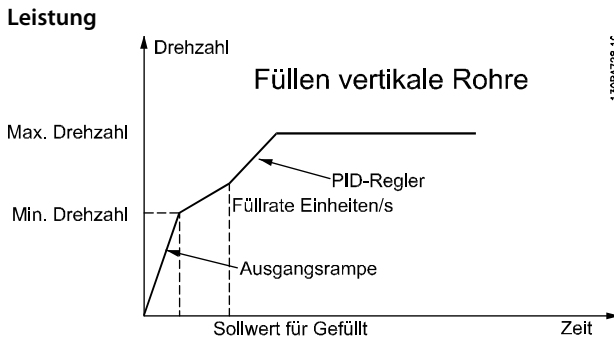 Leistung
Drehzahl
Füllen vertikale Rohre
Max. Drehzahl
PID-Regler
Min. Drehzahl
Füllrate Einheiten/s
Ausgangsrampe
Sollwert für Gefüllt
Zeit